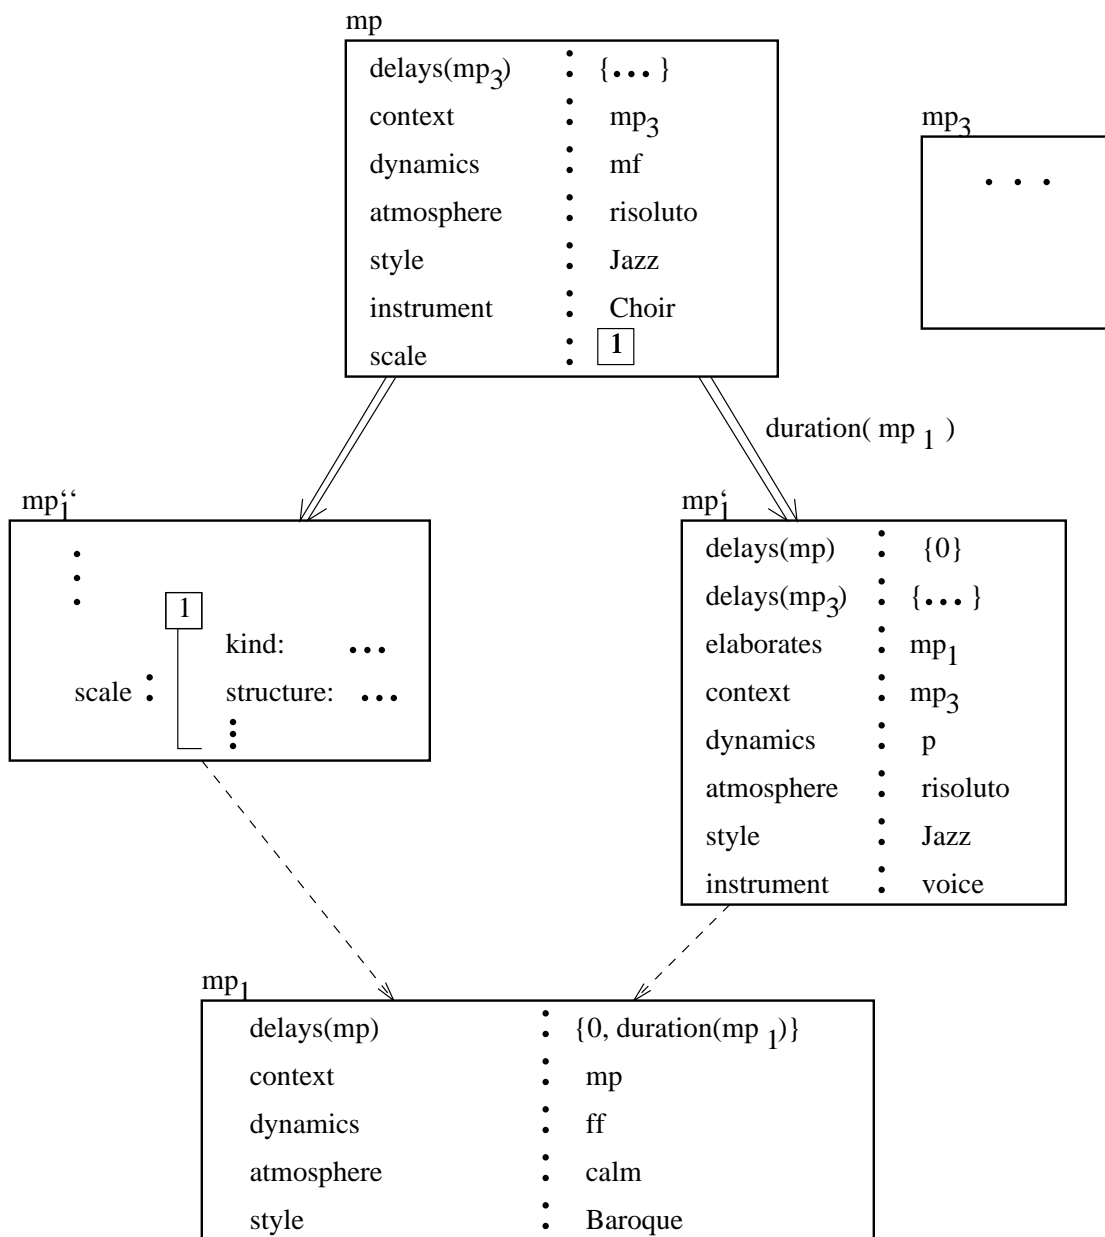 mp
delays(mp3) : {...}
context : mp3
dynamics : mf
atmosphere : risoluto
style : Jazz
instrument : Choir
scale : 1
mp3
. . .
duration( mp 1 )
mp1‘‘
1
kind: ...
scale : structure: ...
mp1‘
delays(mp) : {0}
delays(mp3) : {...}
elaborates : mp1
context : mp3
dynamics : p
atmosphere : risoluto
style : Jazz
instrument : voice
mp1
delays(mp) : {0, duration(mp 1)}
context : mp
dynamics : ff
atmosphere : calm
style : Baroque